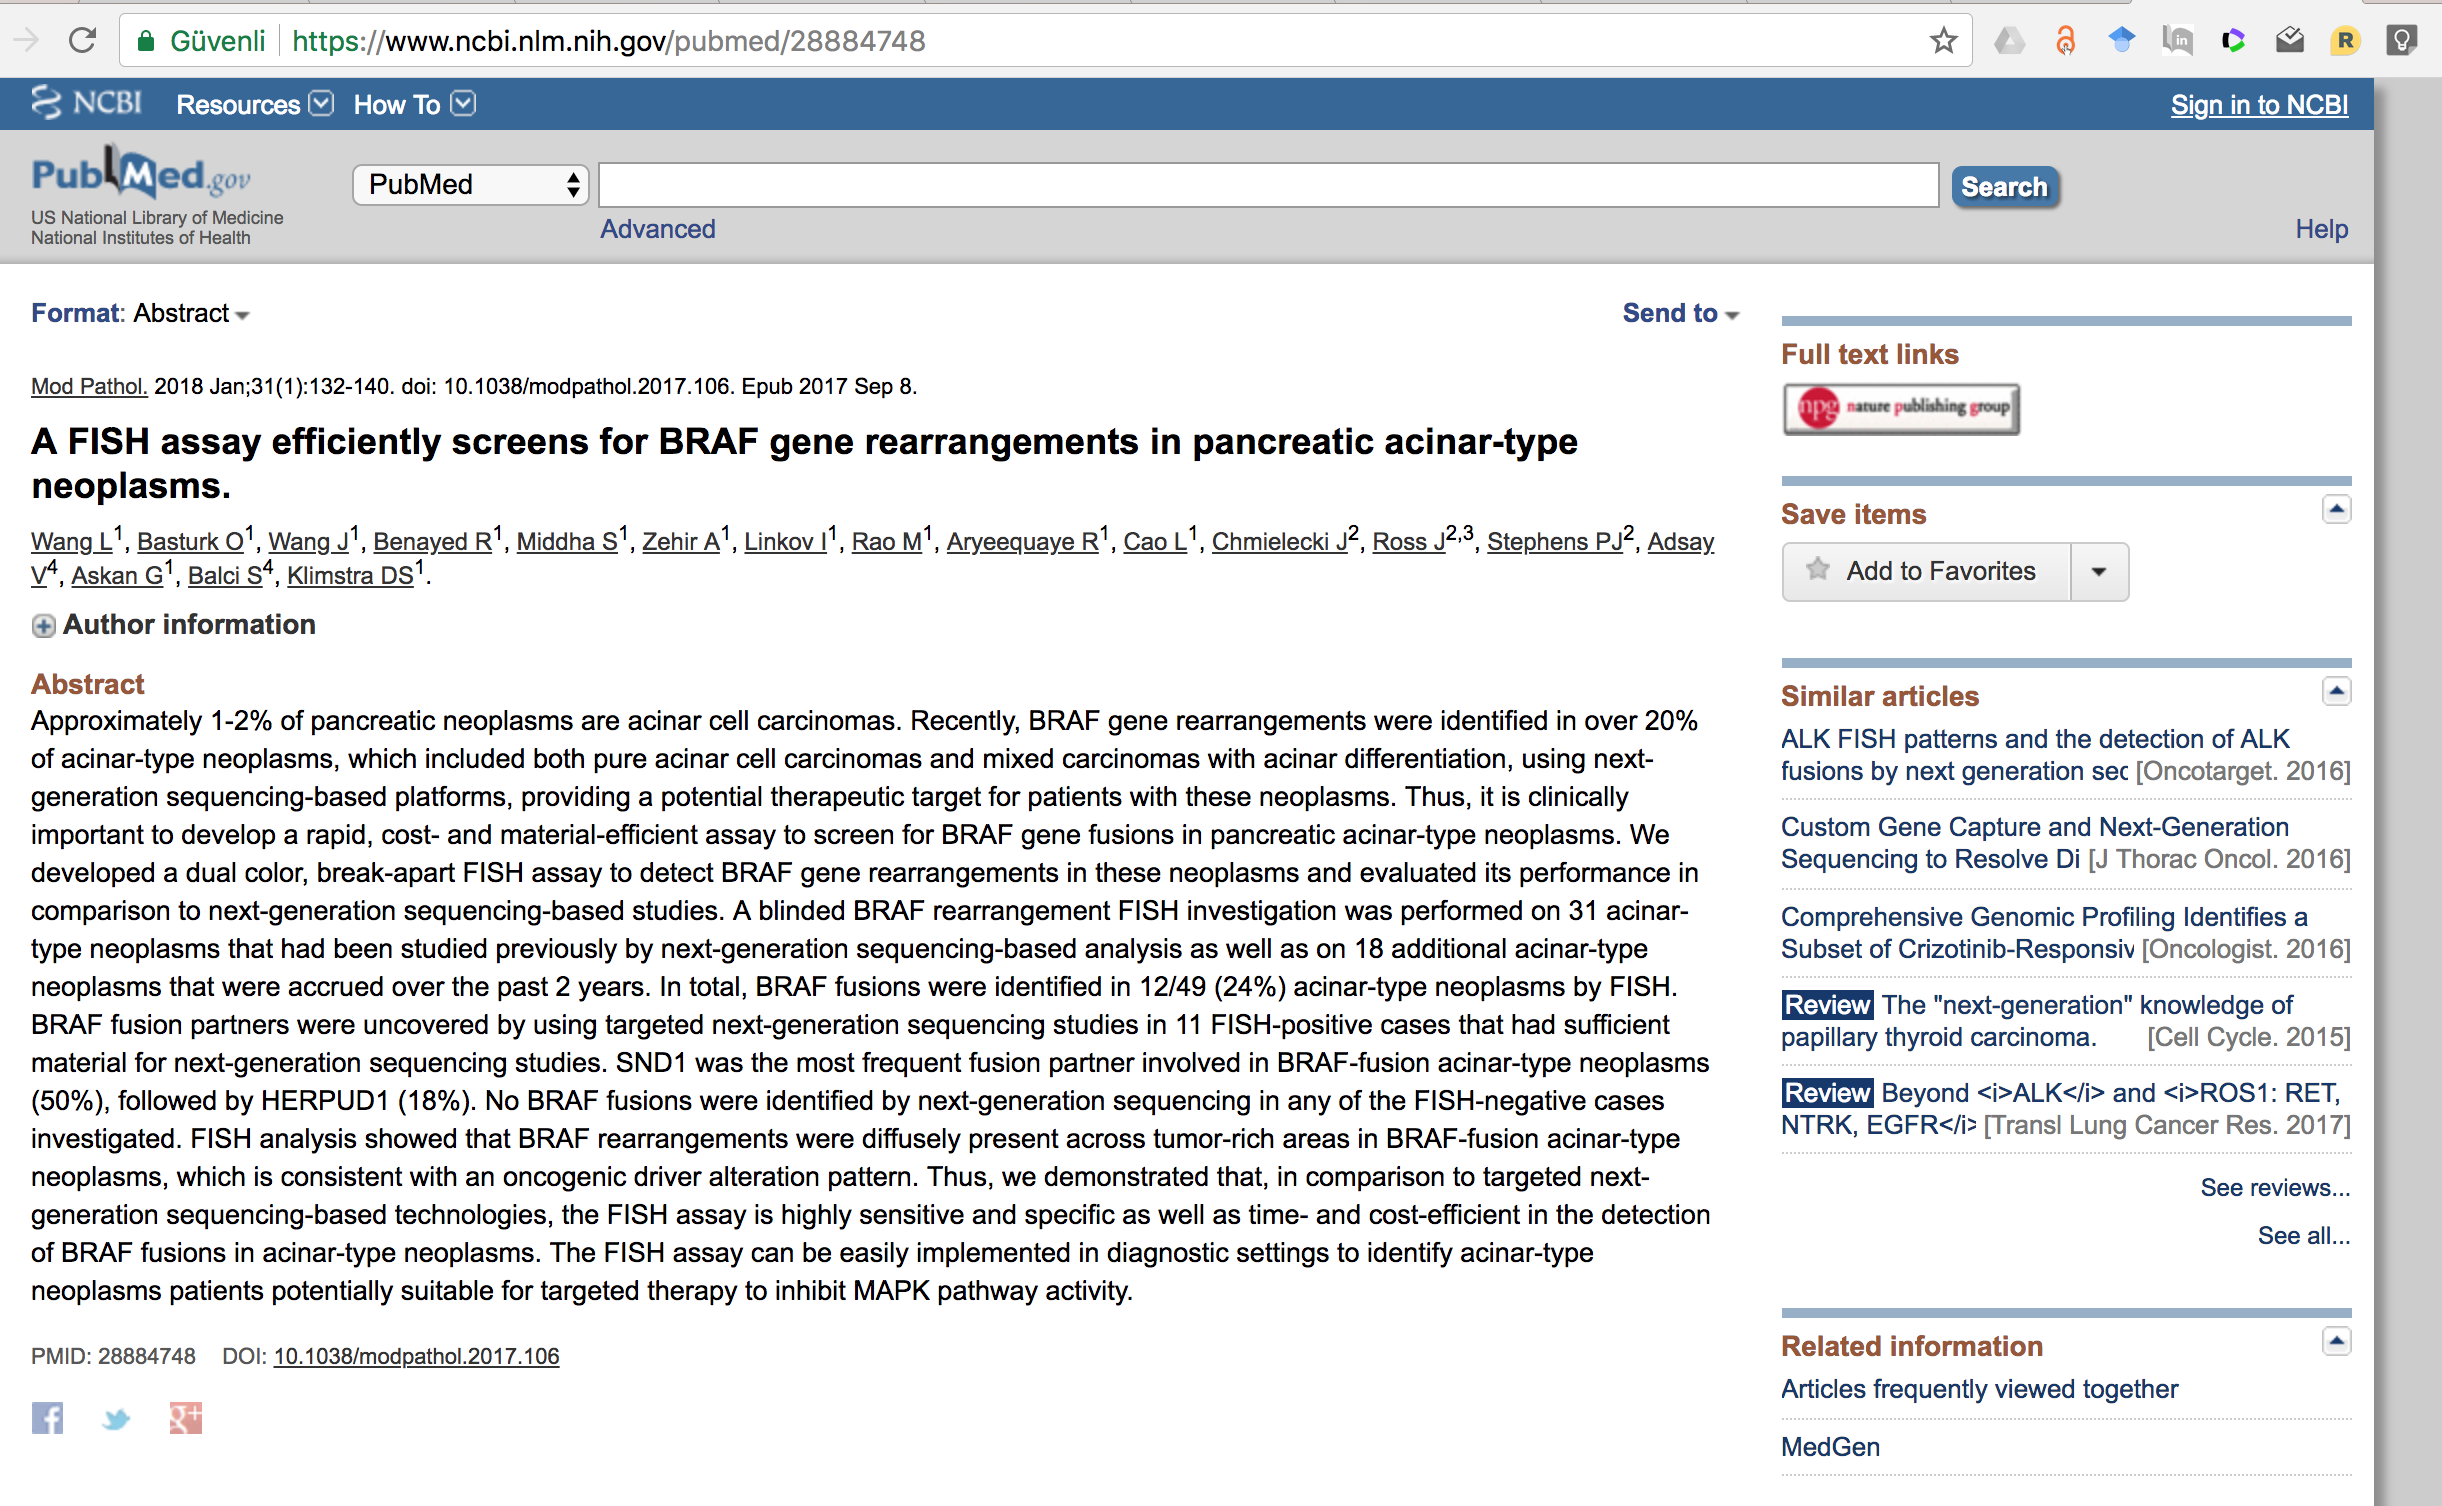 Güvenli https://www.ncbi.nlm.nih.gov/pubmed/28884748
in
R
NCBI Resources How To Sign in to NCBI
PubMed.gov
US National Library of Medicine
National Institutes of Health
PubMed
Search
Advanced
Help
Format: Abstract
Send to
Mod Pathol. 2018 Jan;31(1):132-140. doi: 10.1038/modpathol.2017.106. Epub 2017 Sep 8.
A FISH assay efficiently screens for BRAF gene rearrangements in pancreatic acinar-type
neoplasms.
Wang L1, Basturk O1, Wang J1, Benayed R1, Middha S1, Zehir A1, Linkov I1, Rao M1, Aryeequaye R1, Cao L1, Chmielecki J2, Ross J2,3, Stephens PJ2, Adsay
V4, Askan G1, Balci S4, Klimstra DS1.
Author information
Abstract
Approximately 1-2% of pancreatic neoplasms are acinar cell carcinomas. Recently, BRAF gene rearrangements were identified in over 20%
of acinar-type neoplasms, which included both pure acinar cell carcinomas and mixed carcinomas with acinar differentiation, using next-
generation sequencing-based platforms, providing a potential therapeutic target for patients with these neoplasms. Thus, it is clinically
important to develop a rapid, cost- and material-efficient assay to screen for BRAF gene fusions in pancreatic acinar-type neoplasms. We
developed a dual color, break-apart FISH assay to detect BRAF gene rearrangements in these neoplasms and evaluated its performance in
comparison to next-generation sequencing-based studies. A blinded BRAF rearrangement FISH investigation was performed on 31 acinar-
type neoplasms that had been studied previously by next-generation sequencing-based analysis as well as on 18 additional acinar-type
neoplasms that were accrued over the past 2 years. In total, BRAF fusions were identified in 12/49 (24%) acinar-type neoplasms by FISH.
BRAF fusion partners were uncovered by using targeted next-generation sequencing studies in 11 FISH-positive cases that had sufficient
material for next-generation sequencing studies. SND1 was the most frequent fusion partner involved in BRAF-fusion acinar-type neoplasms
(50%), followed by HERPUD1 (18%). No BRAF fusions were identified by next-generation sequencing in any of the FISH-negative cases
investigated. FISH analysis showed that BRAF rearrangements were diffusely present across tumor-rich areas in BRAF-fusion acinar-type
neoplasms, which is consistent with an oncogenic driver alteration pattern. Thus, we demonstrated that, in comparison to targeted next-
generation sequencing-based technologies, the FISH assay is highly sensitive and specific as well as time- and cost-efficient in the detection
of BRAF fusions in acinar-type neoplasms. The FISH assay can be easily implemented in diagnostic settings to identify acinar-type
neoplasms patients potentially suitable for targeted therapy to inhibit MAPK pathway activity.
PMID: 28884748 DOI: 10.1038/modpathol.2017.106
f
g+
Full text links
npg nature publishing group
Save items
Add to Favorites
Similar articles
ALK FISH patterns and the detection of ALK
fusions by next generation sec [Oncotarget. 2016]
Custom Gene Capture and Next-Generation
Sequencing to Resolve Di [J Thorac Oncol. 2016]
Comprehensive Genomic Profiling Identifies a
Subset of Crizotinib-Responsiv [Oncologist. 2016]
Review The "next-generation" knowledge of
papillary thyroid carcinoma. [Cell Cycle. 2015]
Review Beyond <i>ALK</i> and <i>ROS1: RET,
NTRK, EGFR</i> [Transl Lung Cancer Res. 2017]
See reviews...
See all...
Related information
Articles frequently viewed together
MedGen